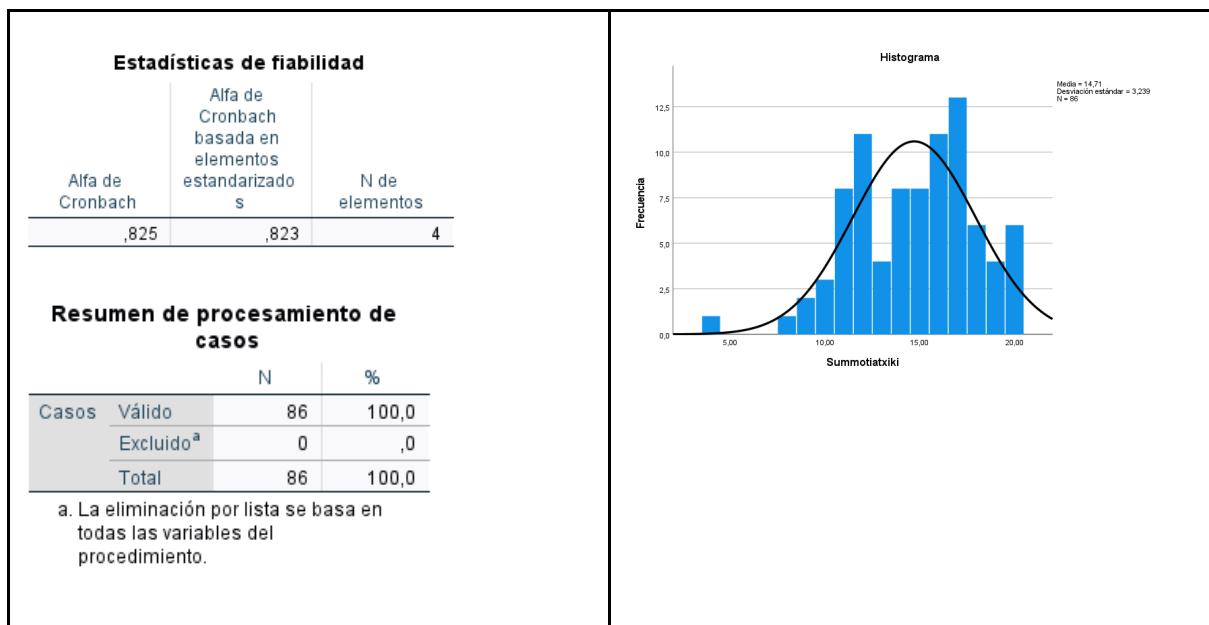 Estadísticas de fiabilidad
Alfa de
Cronbach
Alfa de
Cronbach
basada en
elementos
estandarizado
s
N de
elementos
,825 ,823 4
Resumen de procesamiento de
casos
N %
Casos Válido 86 100,0
Excluidoª 0 ,0
Total 86 100,0
a. La eliminación por lista se basa en
todas las variables del
procedimiento.
Histograma
Media = 14,71
Desviación estándar = 3,239
N = 86
Frecuencia
12,5
10,0
7,5
5,0
2,5
0,0
5,00 10,00 15,00 20,00
Summotiatxiki